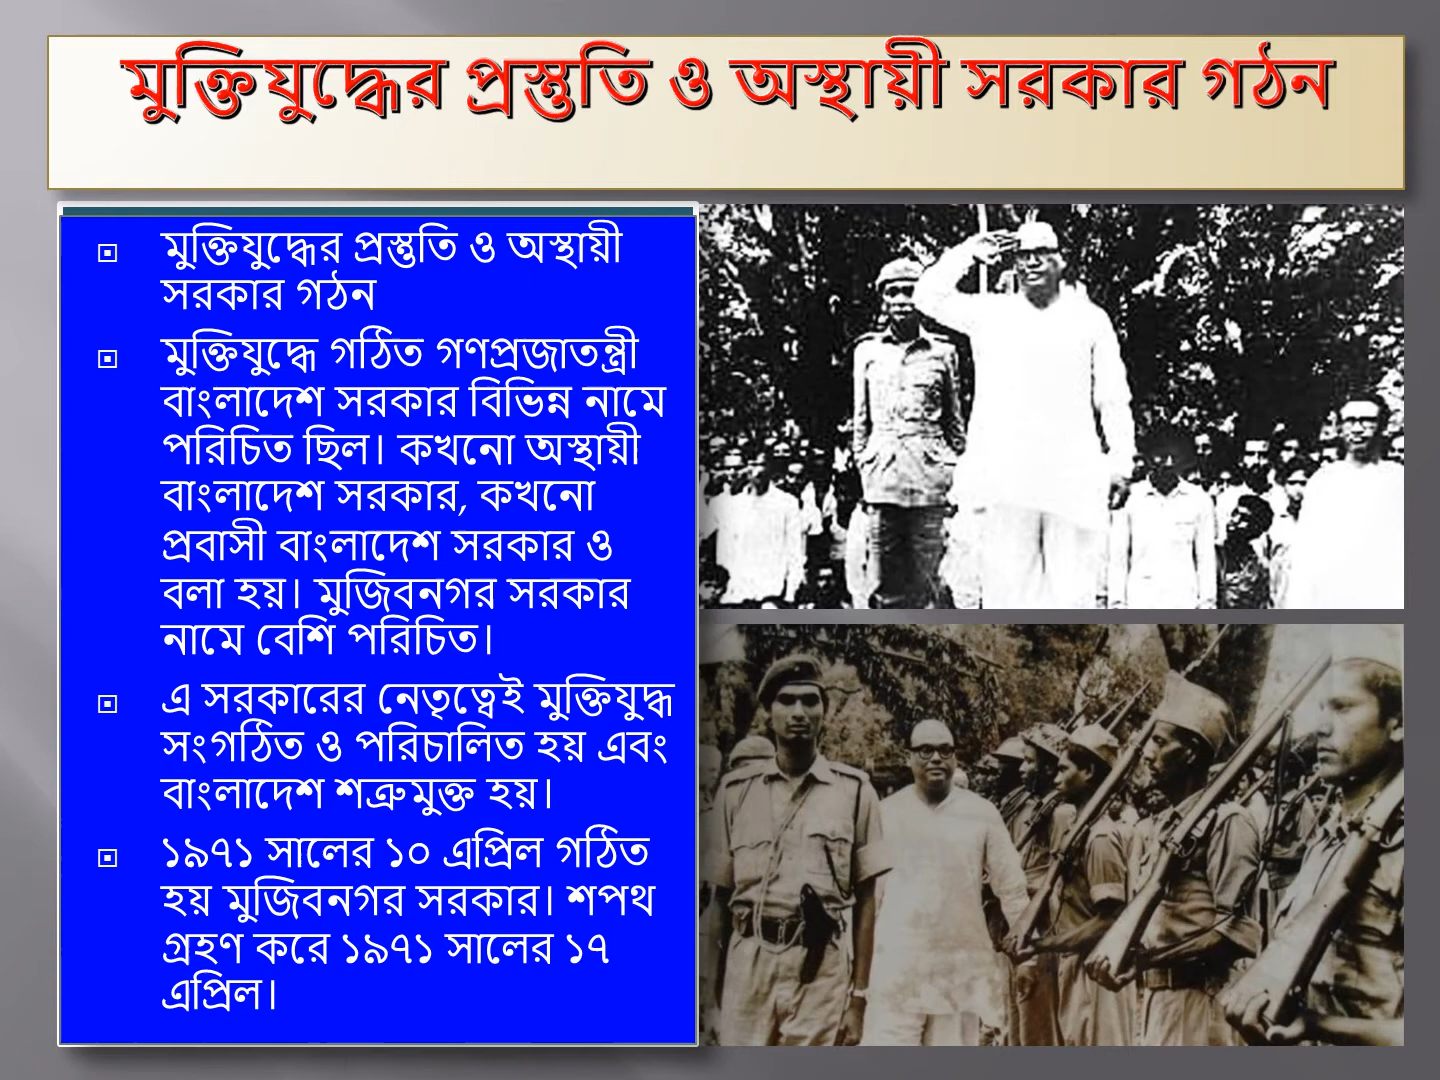 মুক্তিযুদ্ধের প্রস্তুতি ও অস্থায়ী সরকার গঠন
মুক্তিযুদ্ধের প্রস্তুতি ও অস্থায়ী
সরকার গঠন
মুক্তিযুদ্ধে গঠিত গণপ্রজাতন্ত্রী
বাংলাদেশ সরকার বিভিন্ন নামে
পরিচিত ছিল। কখনো অস্থায়ী
বাংলাদেশ সরকার, কখনো
প্রবাসী বাংলাদেশ সরকার ও
বলা হয়। মুজিবনগর সরকার
নামে বেশি পরিচিত।
এ সরকারের নেতৃত্বেই মুক্তিযুদ্ধ
সংগঠিত ও পরিচালিত হয় এবং
বাংলাদেশ শত্রুমুক্ত হয়।
১৯৭১ সালের ১০ এপ্রিল গঠিত
হয় মুজিবনগর সরকার। শপথ
গ্রহণ করে ১৯৭১ সালের ১৭
এপ্রিল।